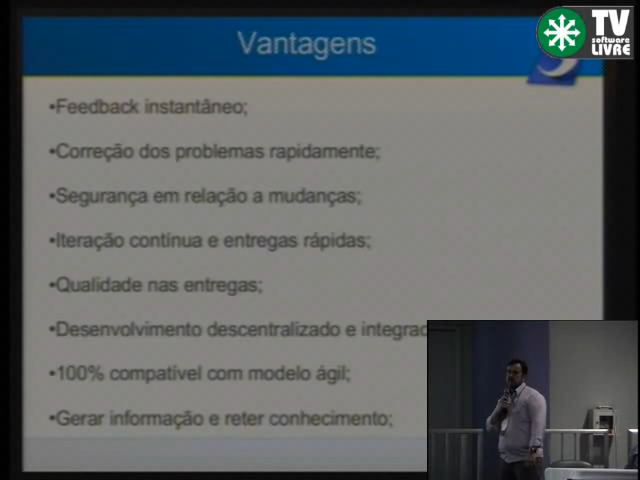 Vantagens
TV
software
LIVRE
•Feedback instantâneo;
•Correção dos problemas rapidamente;
•Segurança em relação a mudanças;
•Iteração contínua e entregas rápidas;
•Qualidade nas entregas;
•Desenvolvimento descentralizado e
•100% compatível com modelo ágil;
•Gerar informação e reter conhecimento;